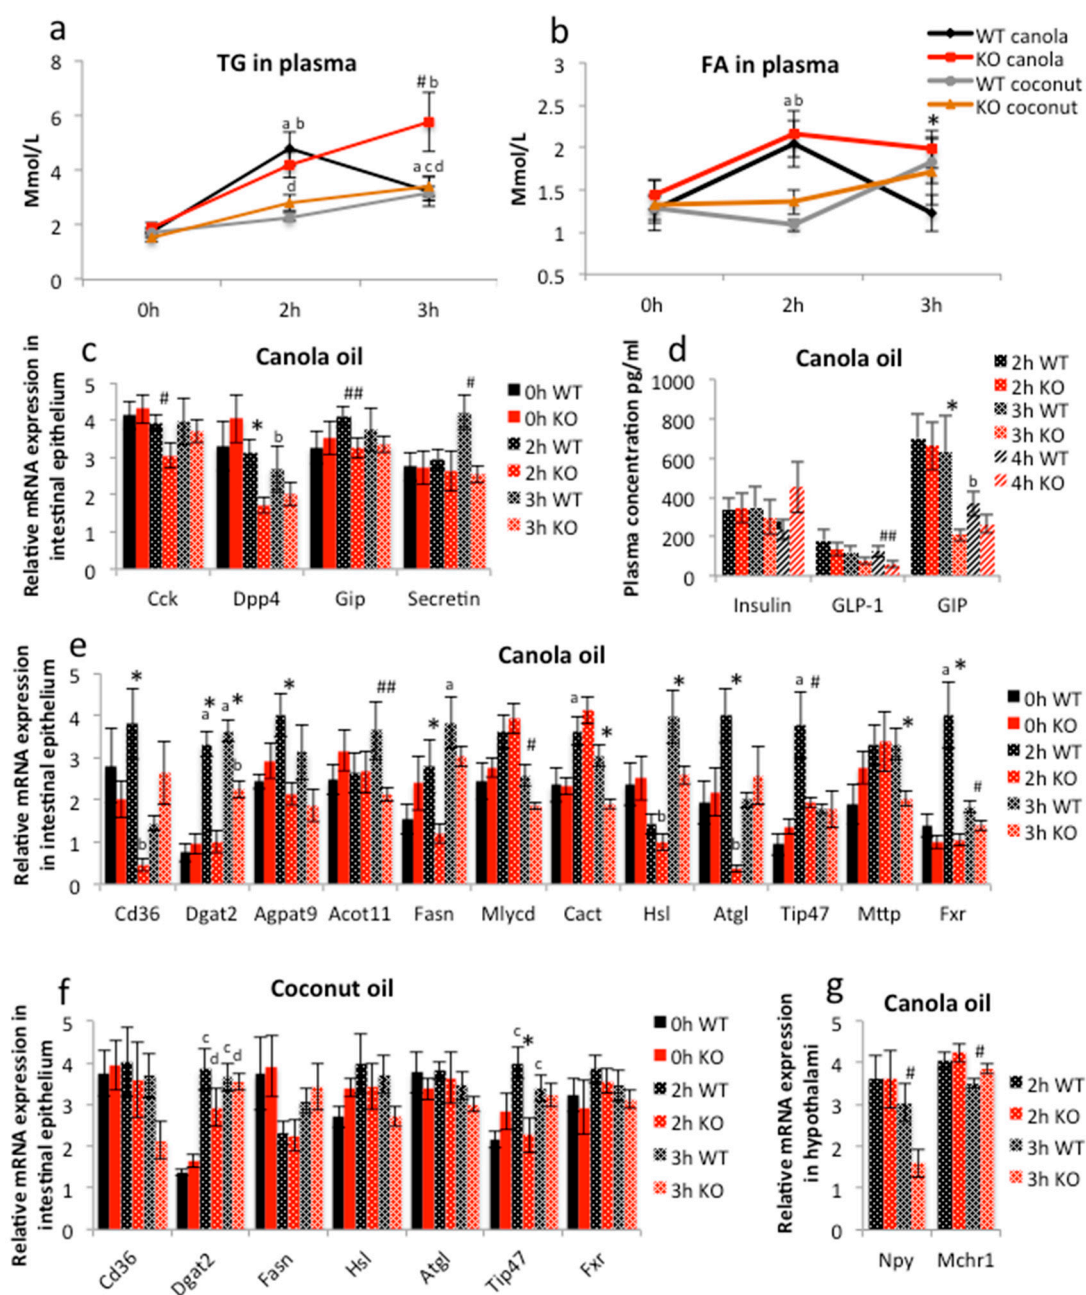 a
TG in plasma
Mmol/L
8
6
4
2
0
0h
2h
3h
a b
d
# b
a c d
b
FA in plasma
Mmol/L
3
2.5
2
1.5
1
0.5
0h
2h
3h
a b
*
WT canola
KO canola
WT coconut
KO coconut
c
Canola oil
Relative mRNA expression in
intestinal epithelium
5
4
3
2
1
0
#
*
b
##
#
Cck
Dpp4
Gip
Secretin
0h WT
0h KO
2h WT
2h KO
3h WT
3h KO
d
Canola oil
Plasma concentration pg/ml
1000
800
600
400
200
0
##
*
b
Insulin
GLP-1
GIP
2h WT
2h KO
3h WT
3h KO
4h WT
4h KO
e
Canola oil
Relative mRNA expression
in intestinal epithelium
5
4
3
2
1
0
*
b
a
*
a
*
b
*
##
*
a
#
a
*
b
*
a
*
b
a
#
*
a
*
#
Cd36
Dgat2
Agpat9
Acot11
Fasn
Mlycd
Cact
Hsl
Atgl
Tip47
Mttp
Fxr
0h WT
0h KO
2h WT
2h KO
3h WT
3h KO
f
Coconut oil
Relative mRNA expression in
intestinal epithelium
5
4
3
2
1
0
c
d
c
d
c
*
c
Cd36
Dgat2
Fasn
Hsl
Atgl
Tip47
Fxr
0h WT
0h KO
2h WT
2h KO
3h WT
3h KO
g
Canola oil
Relative mRNA expression
in hypothalami
5
4
3
2
1
0
#
#
Npy
Mchr1
2h WT
2h KO
3h WT
3h KO